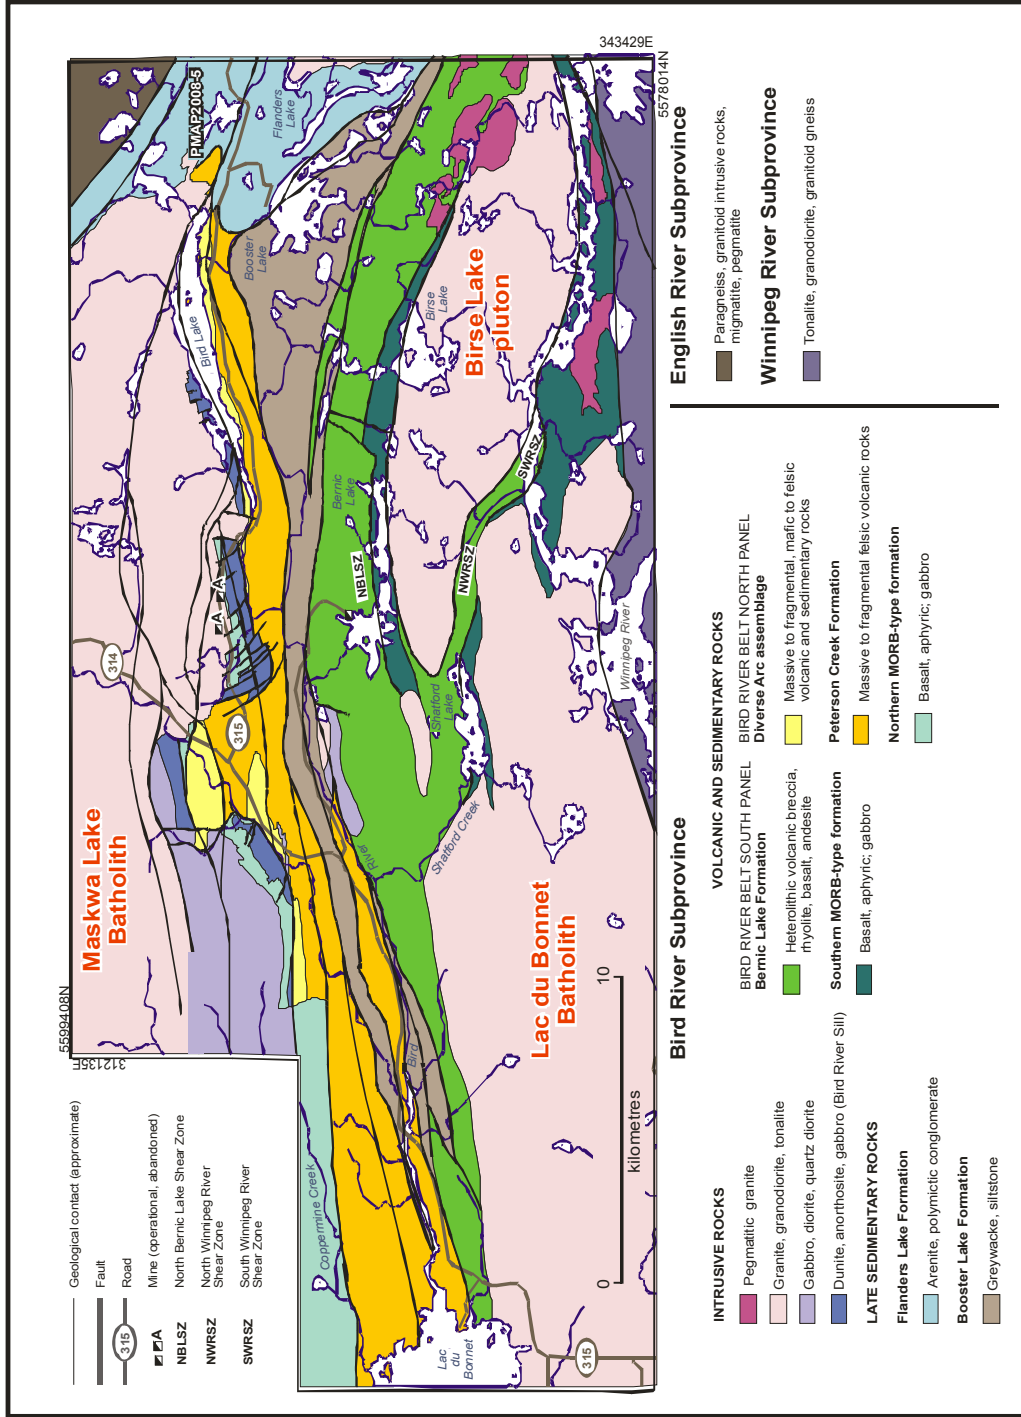 5599408N
312135E
343429E
5578014N
Maskwa Lake
Batholith
Lac du Bonnet
Batholith
Birse Lake
pluton
PMAP2008-5
Flanders
Lake
Booster
Lake
Bird Lake
Birse
Lake
Bernic
Lake
NBLSZ
NWRSZ
SWRSZ
A
A
314
315
Shatford
Lake
Shatford Creek
Winnipeg River
River
Bird
Coppermine Creek
Lac
du
Bonnet
315
0
10
kilometres
Geological contact (approximate)
Fault
315
Road
A
Mine (operational, abandoned)
NBLSZ
North Bernic Lake Shear Zone
NWRSZ
North Winnipeg River
Shear Zone
SWRSZ
South Winnipeg River
Shear Zone
Bird River Subprovince
INTRUSIVE ROCKS
Pegmatitic granite
Granite, granodiorite, tonalite
Gabbro, diorite, quartz diorite
Dunite, anorthosite, gabbro (Bird River Sill)
LATE SEDIMENTARY ROCKS
Flanders Lake Formation
Arenite, polymictic conglomerate
Booster Lake Formation
Greywacke, siltstone
VOLCANIC AND SEDIMENTARY ROCKS
BIRD RIVER BELT SOUTH PANEL
Bernic Lake Formation
Heterolithic volcanic breccia,
rhyolite, basalt, andesite
Southern MORB-type formation
Basalt, aphyric; gabbro
BIRD RIVER BELT NORTH PANEL
Diverse Arc assemblage
Massive to fragmental, mafic to felsic
volcanic and sedimentary rocks
Peterson Creek Formation
Massive to fragmental felsic volcanic rocks
Northern MORB-type formation
Basalt, aphyric; gabbro
English River Subprovince
Paragneiss, granitoid intrusive rocks,
migmatite, pegmatite
Winnipeg River Subprovince
Tonalite, granodiorite, granitoid gneiss